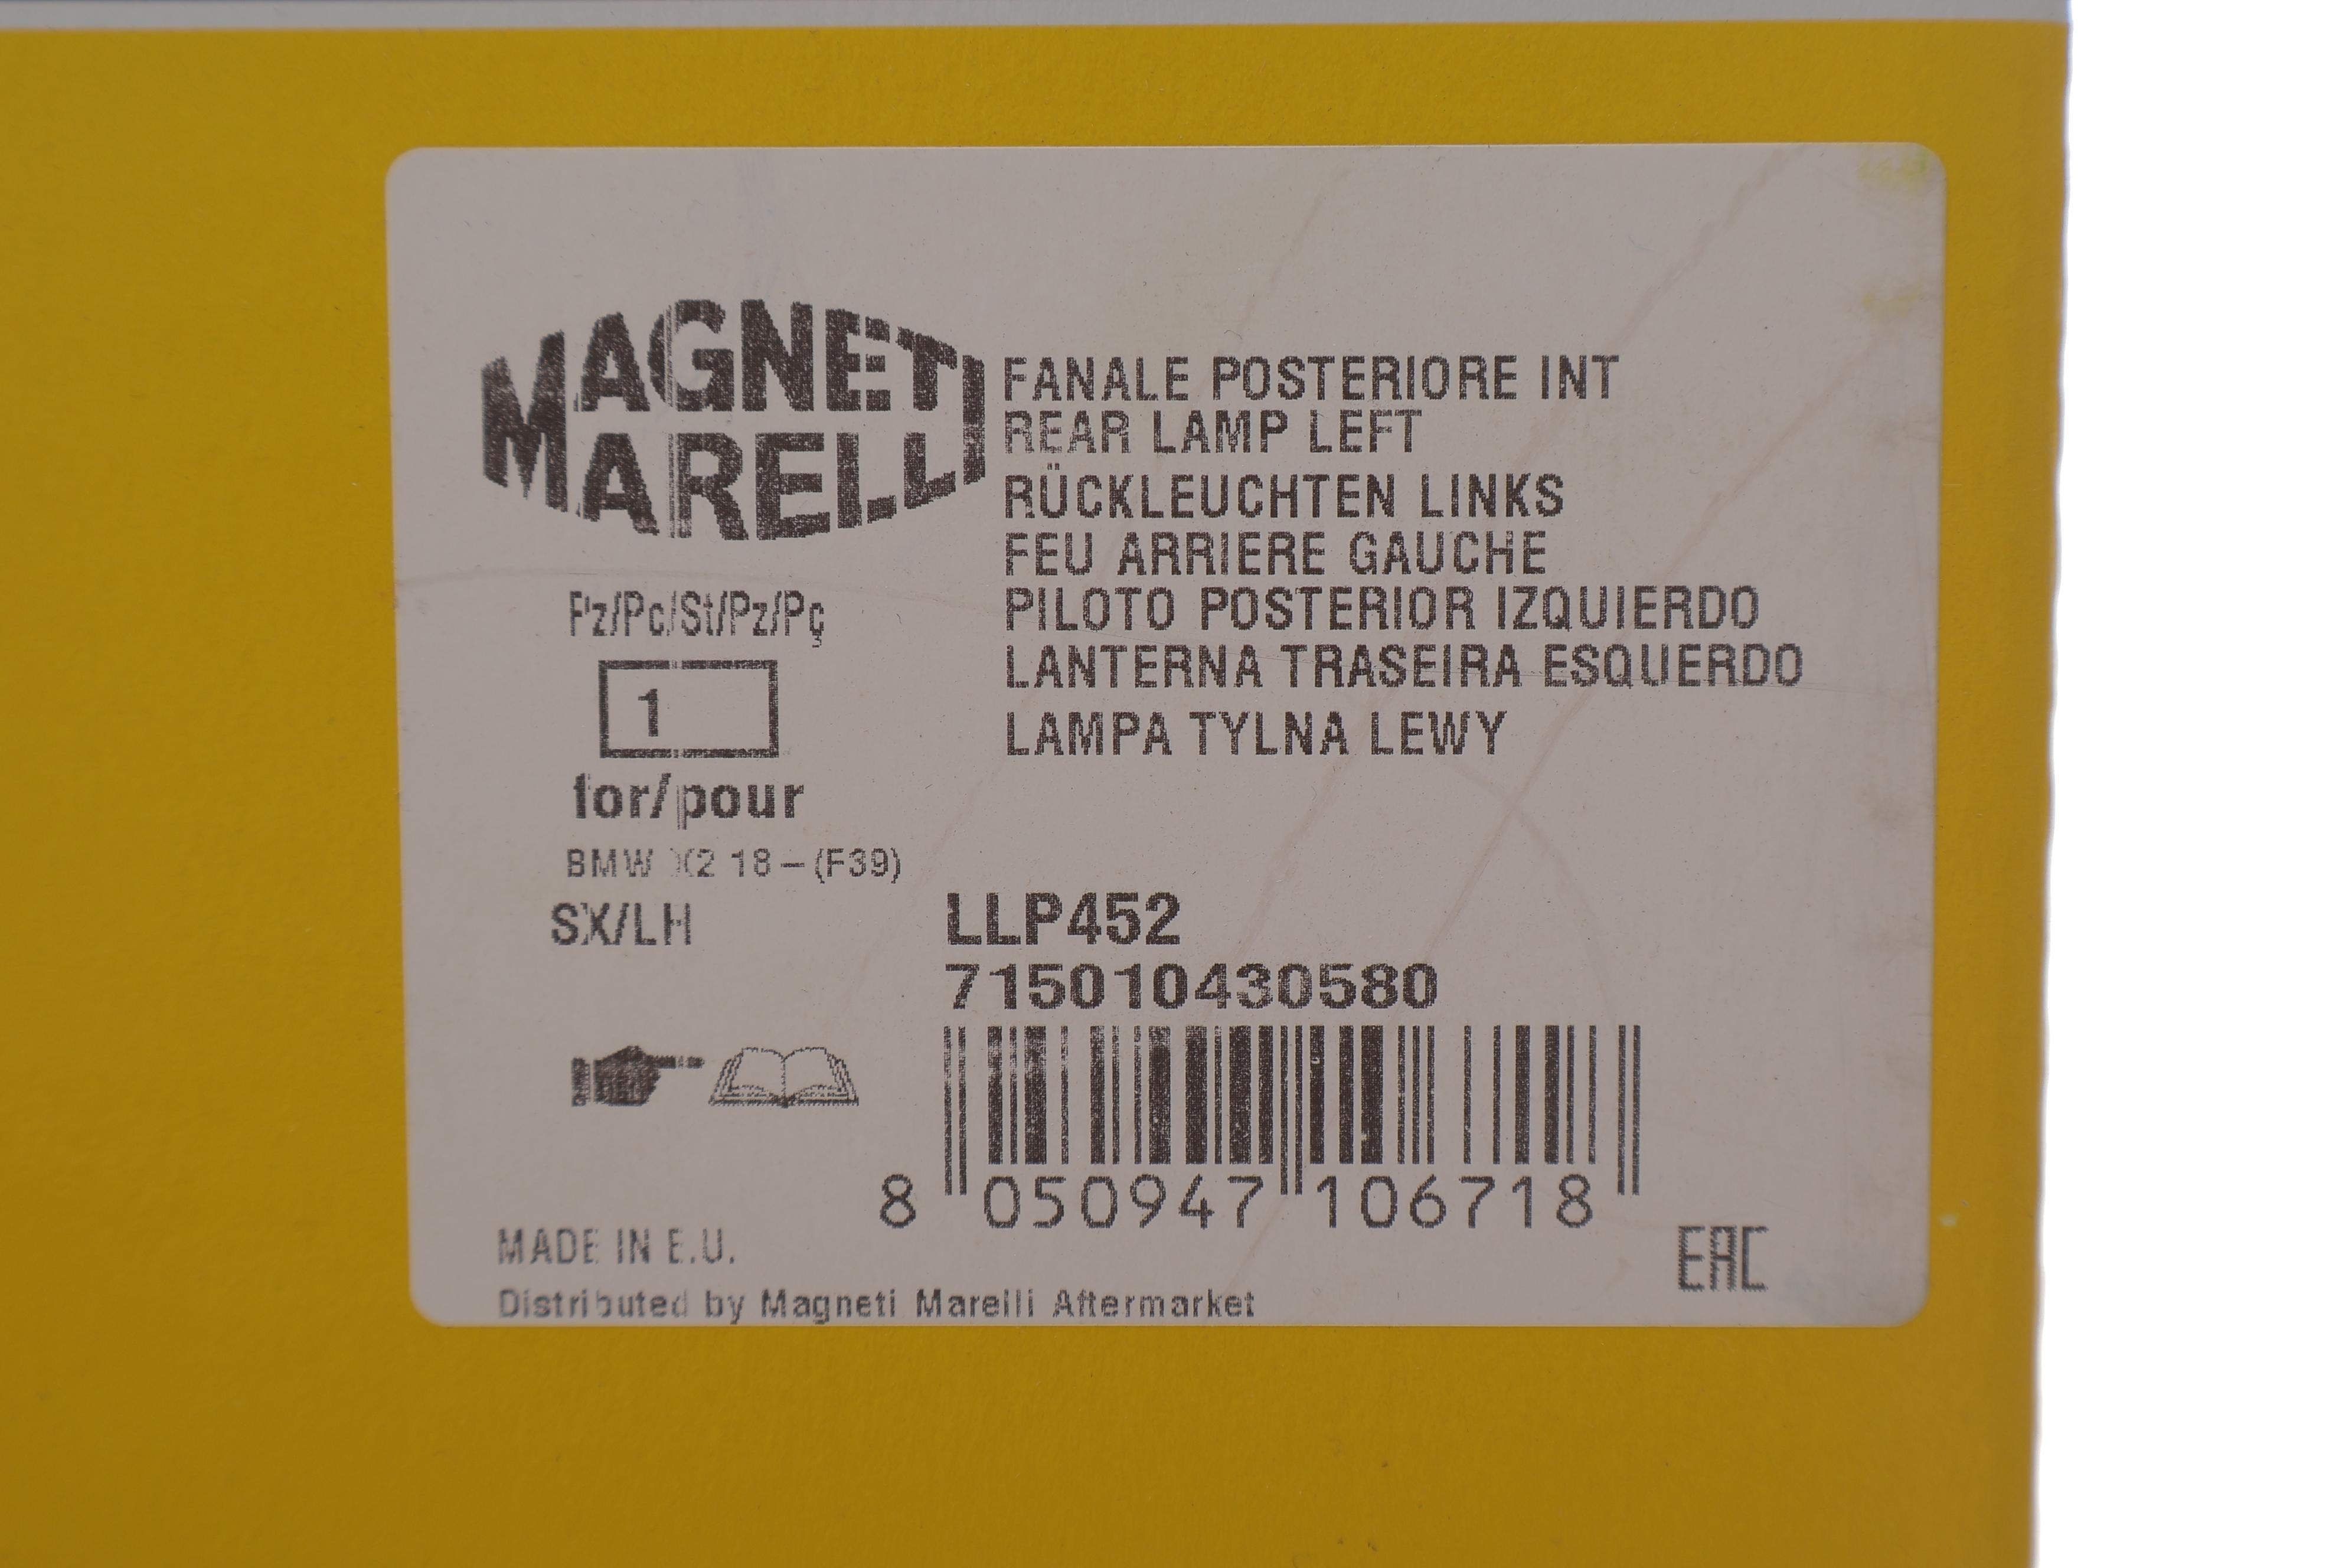 MAGNETI
MARELLI
FANALE POSTERIORE INT
REAR LAMP LEFT
RÜCKLEUCHTEN LINKS
FEU ARRIERE GAUCHE
PILOTO POSTERIOR IZQUIERDO
LANTERNA TRASEIRA ESQUERDO
LAMPA TYLNA LEWY
Pz/Pc/St/Pz/Pç
1
for/pour
BMW X2 18-(F39)
SX/LH
LLP452
715010430580
8 050947 106718
MADE IN E.U.
Distributed by Magneti Marelli Aftermarket
EAC